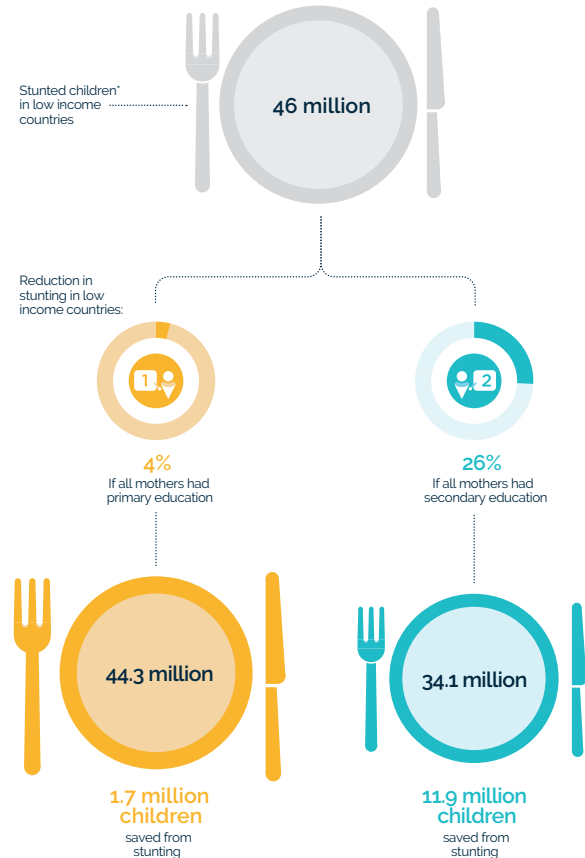 Stunted children*
in low income
countries
46 million
Reduction in
stunting in low
income countries:
1
2
4%
If all mothers had
primary education
26%
If all mothers had
secondary education
44.3 million
34.1 million
1.7 million
children
saved from
stunting
11.9 million
children
saved from
stunting